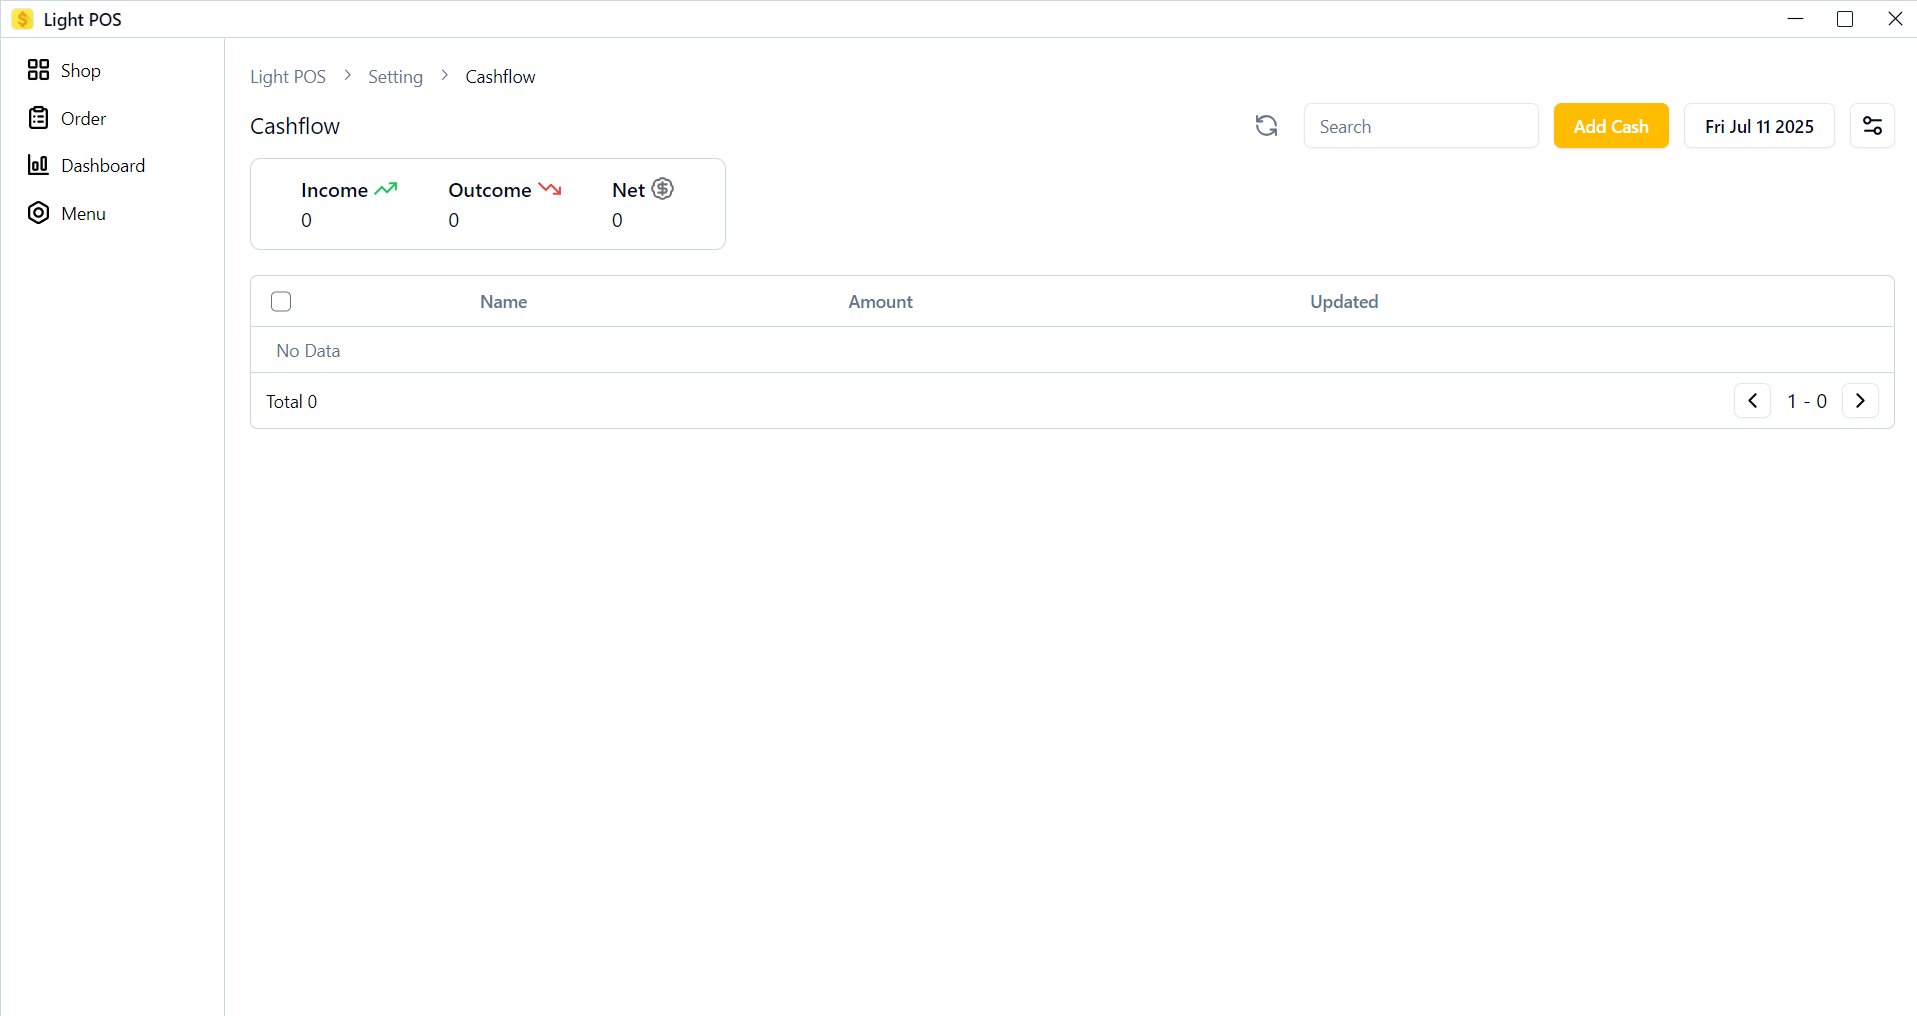 Light POS
Shop
Order
Dashboard
Menu
Light POS > Setting > Cashflow
Cashflow
Search
Add Cash
Fri Jul 11 2025
Income Outcome Net
0 0 0
Name Amount Updated
No Data
Total 0
1 - 0